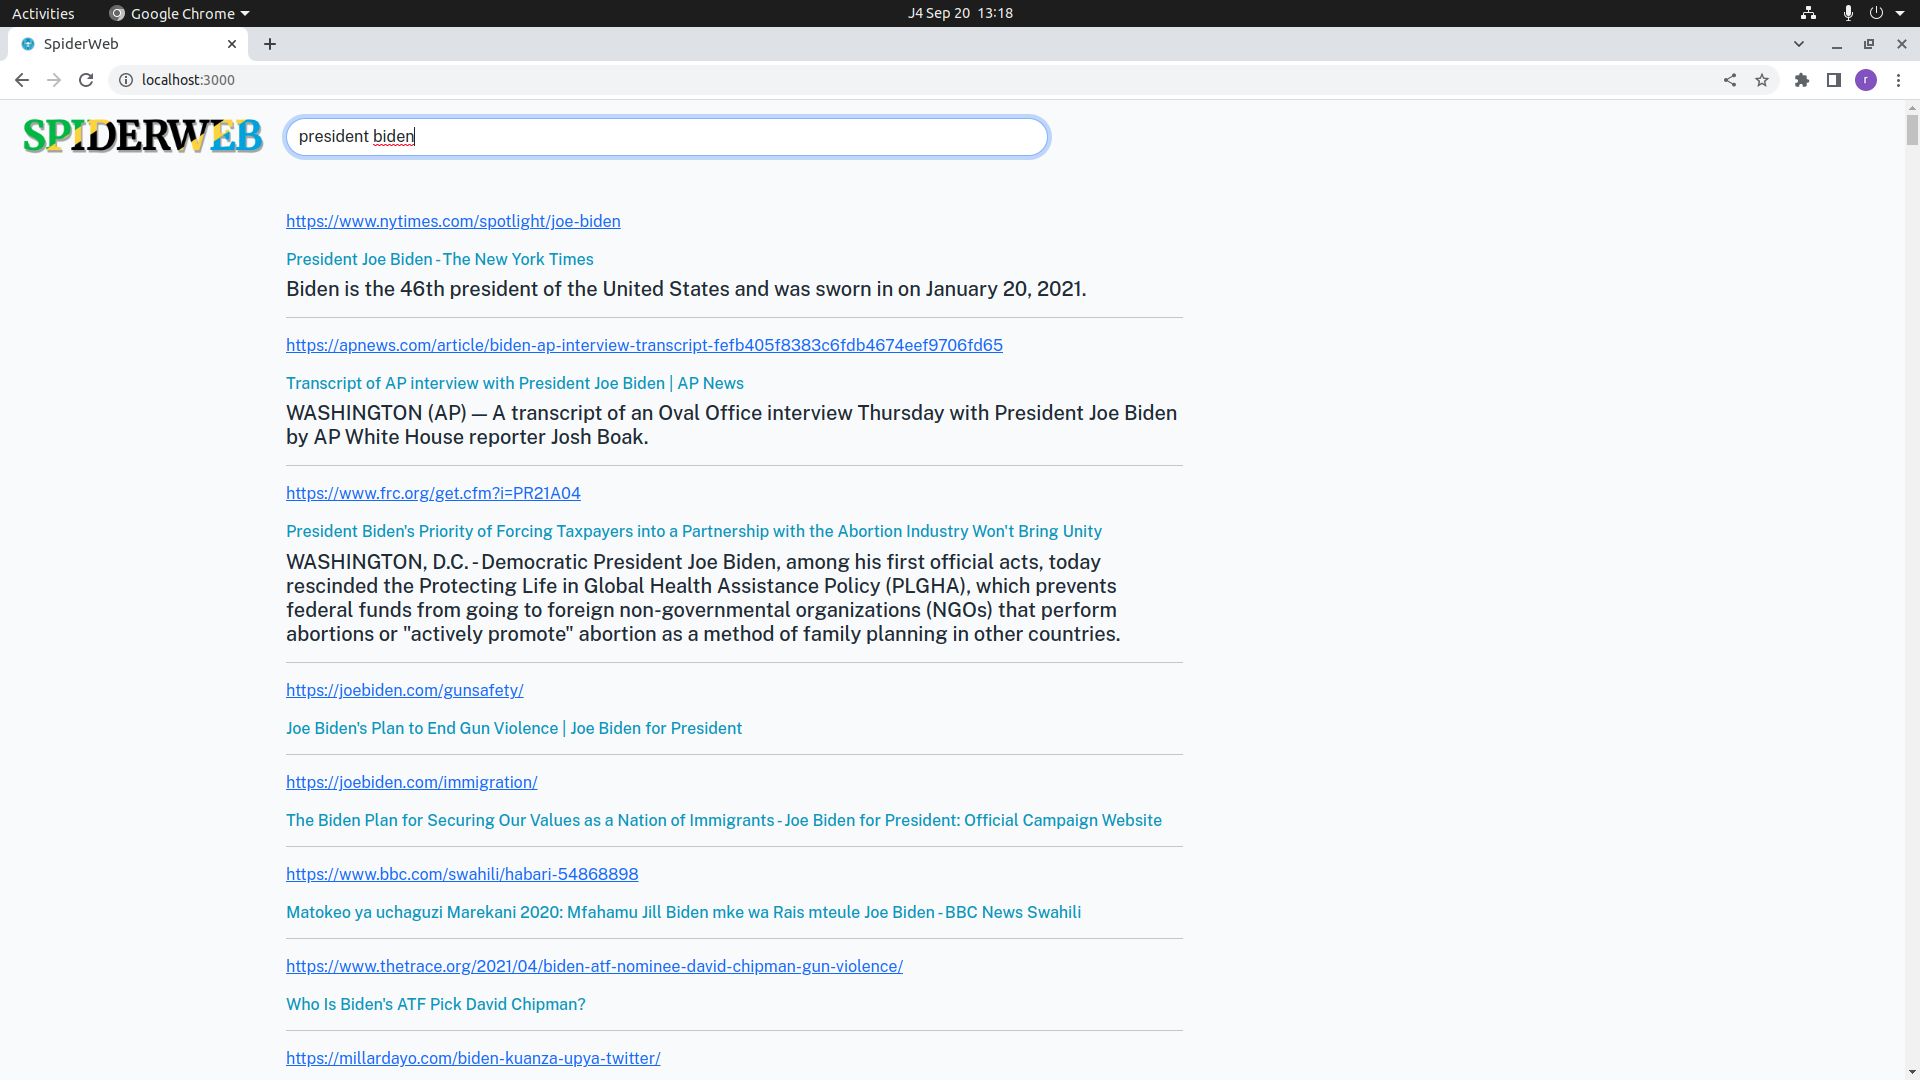 Activities Google Chrome J4 Sep 20 13:18
SpiderWeb
localhost:3000 r
SPIDERWEB president biden
https://www.nytimes.com/spotlight/joe-biden
President Joe Biden - The New York Times
Biden is the 46th president of the United States and was sworn in on January 20, 2021.
https://apnews.com/article/biden-ap-interview-transcript-fefb405f8383c6fdb4674eef9706fd65
Transcript of AP interview with President Joe Biden | AP News
WASHINGTON (AP) — A transcript of an Oval Office interview Thursday with President Joe Biden
by AP White House reporter Josh Boak.
https://www.frc.org/get.cfm?i=PR21A04
President Biden's Priority of Forcing Taxpayers into a Partnership with the Abortion Industry Won't Bring Unity
WASHINGTON, D.C. - Democratic President Joe Biden, among his first official acts, today
rescinded the Protecting Life in Global Health Assistance Policy (PLGHA), which prevents
federal funds from going to foreign non-governmental organizations (NGOs) that perform
abortions or "actively promote" abortion as a method of family planning in other countries.
https://joebiden.com/gunsafety/
Joe Biden's Plan to End Gun Violence | Joe Biden for President
https://joebiden.com/immigration/
The Biden Plan for Securing Our Values as a Nation of Immigrants - Joe Biden for President: Official Campaign Website
https://www.bbc.com/swahili/habari-54868898
Matokeo ya uchaguzi Marekani 2020: Mfahamu Jill Biden mke wa Rais mteule Joe Biden - BBC News Swahili
https://www.thetrace.org/2021/04/biden-atf-nominee-david-chipman-gun-violence/
Who Is Biden's ATF Pick David Chipman?
https://millardayo.com/biden-kuanza-upya-twitter/